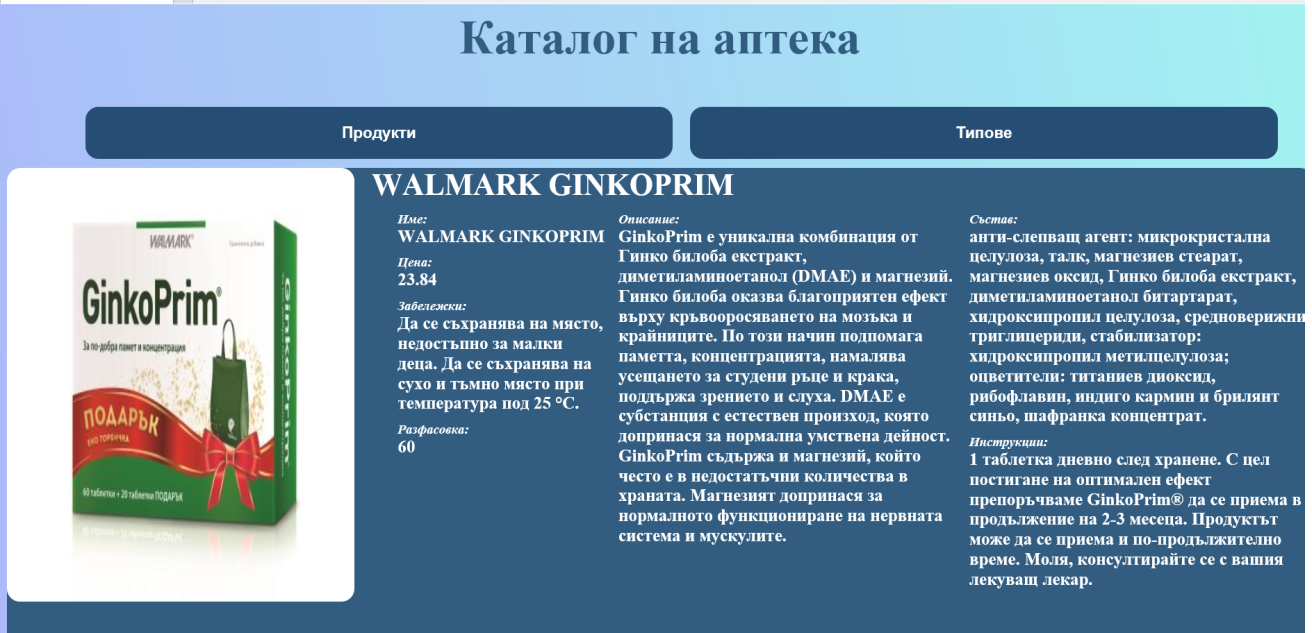 Каталог на аптека
Продукти
Типове
WALMARK®
GinkoPrim®
За по-добра памет и концентрация
ПОДАРЪК
ЕКО ТОРБИЧКА
60 таблетки + 20 таблетки ПОДАРЪК
GinkoPrim
WALMARK GINKOPRIM
Име:
WALMARK GINKOPRIM
Цена:
23.84
Забележки:
Да се съхранява на място,
недостъпно за малки
деца. Да се съхранява на
сухо и тъмно място при
температура под 25 °C.
Разфасовка:
60
Описание:
GinkoPrim е уникална комбинация от
Гинко билоба екстракт,
диметиламиноетанол (DMAE) и магнезий.
Гинко билоба оказва благоприятен ефект
върху кръвооросяването на мозъка и
крайниците. По този начин подпомага
паметта, концентрацията, намалява
усещането за студени ръце и крака,
поддържа зрението и слуха. DMAE е
субстанция с естествен произход, която
допринася за нормална умствена дейност.
GinkoPrim съдържа и магнезий, който
често е в недостатъчни количества в
храната. Магнезият допринася за
нормалното функциониране на нервната
система и мускулите.
Състав:
анти-слепващ агент: микрокристална
целулоза, талк, магнезиев стеарат,
магнезиев оксид, Гинко билоба екстракт,
диметиламиноетанол битартарат,
хидроксипропил целулоза, средноверижни
триглицериди, стабилизатор:
хидроксипропил метилцелулоза;
оцветители: титаниев диоксид,
рибофлавин, индиго кармин и брилянт
синьо, шафранка концентрат.
Инструкции:
1 таблетка дневно след хранене. С цел
постигане на оптимален ефект
препоръчваме GinkoPrim® да се приема в
продължение на 2-3 месеца. Продуктът
може да се приема и по-продължително
време. Моля, консултирайте се с вашия
лекуващ лекар.